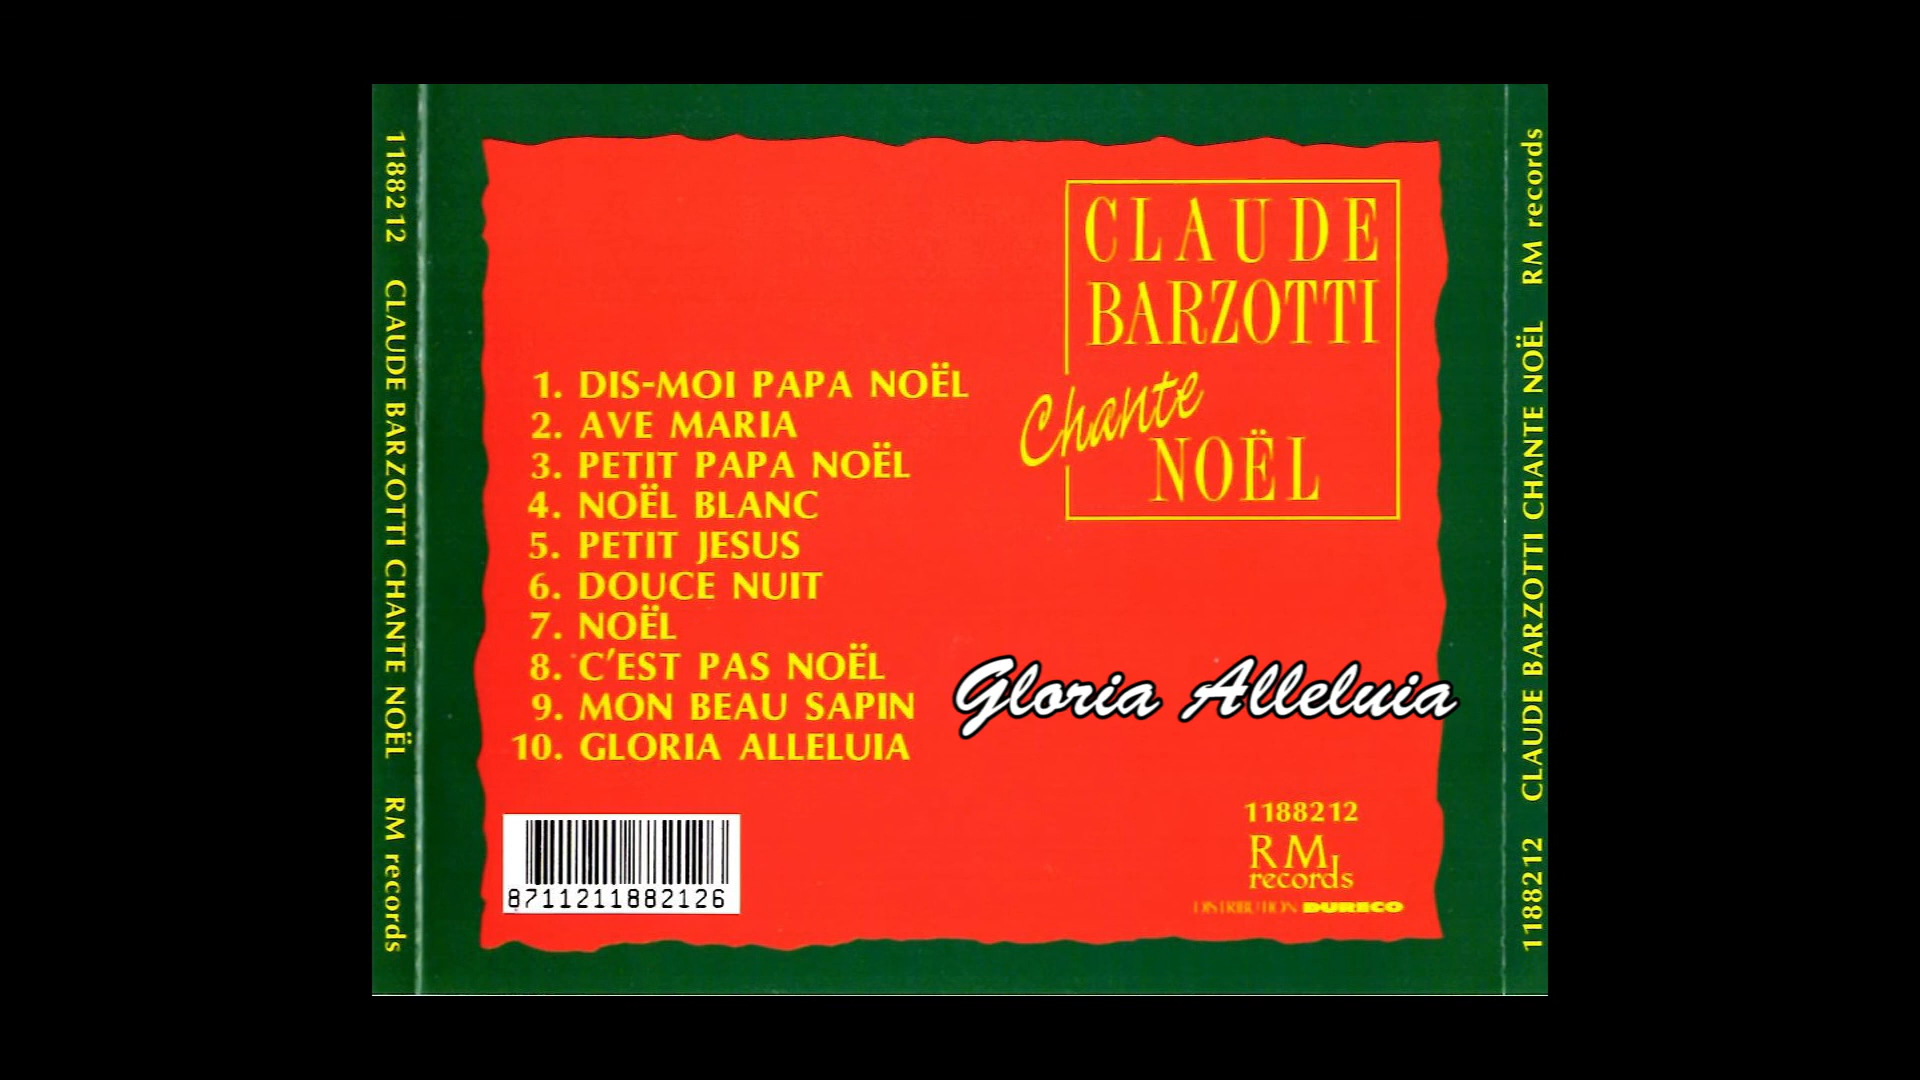 1188212 CLAUDE BARZOTTI CHANTE NOËL RM records
CLAUDE
BARZOTTI
Chante
NOËL
1. DIS-MOI PAPA NOËL
2. AVE MARIA
3. PETIT PAPA NOËL
4. NOËL BLANC
5. PETIT JESUS
6. DOUCE NUIT
7. NOËL
8. C'EST PAS NOËL
9. MON BEAU SAPIN
10. GLORIA ALLELUIA
Gloria Alleluia
8711211882126
1188212
RM
records
DISTRIBUTION DURECO
1188212 CLAUDE BARZOTTI CHANTE NOËL RM records